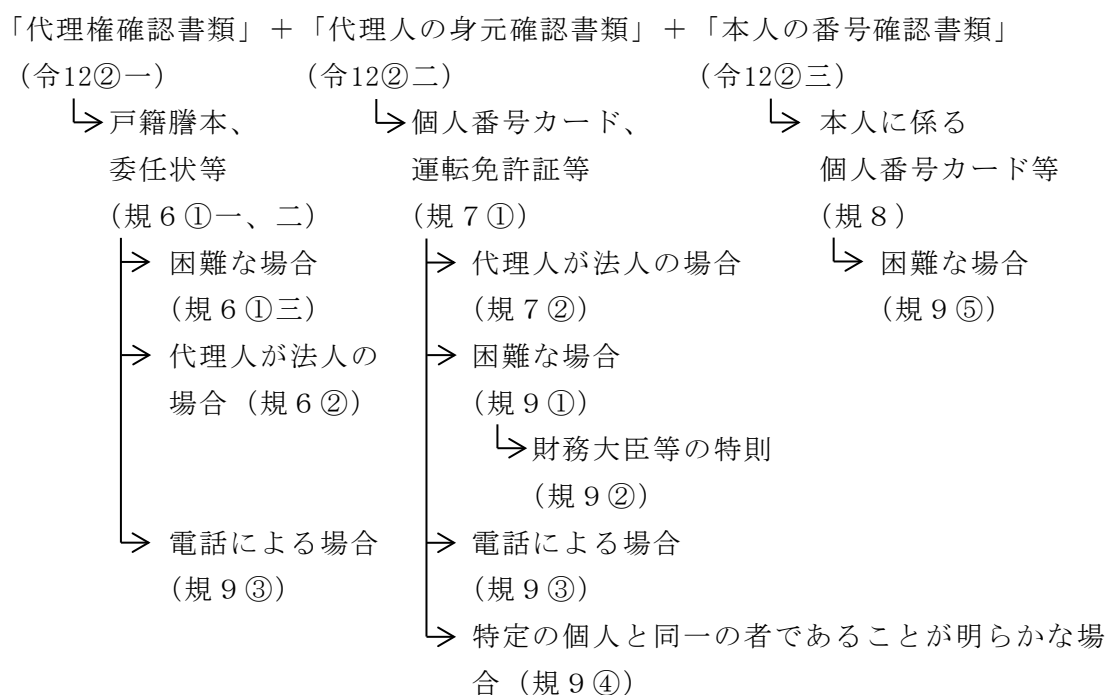 「代理権確認書類」＋「代理人の身元確認書類」＋「本人の番号確認書類」
（令12②一）　（令12②二）　（令12②三）
戸籍謄本、　個人番号カード、　本人に係る
委任状等　運転免許証等　個人番号カード等
（規６①一、二）　（規７①）　（規８）
困難な場合　代理人が法人の場合　困難な場合
（規６①三）　（規７②）　（規９⑤）
代理人が法人の　困難な場合
場合（規６②）　（規９①）
財務大臣等の特則
（規９②）
電話による場合　電話による場合
（規９③）　（規９③）
特定の個人と同一の者であることが明らかな場
合（規９④）